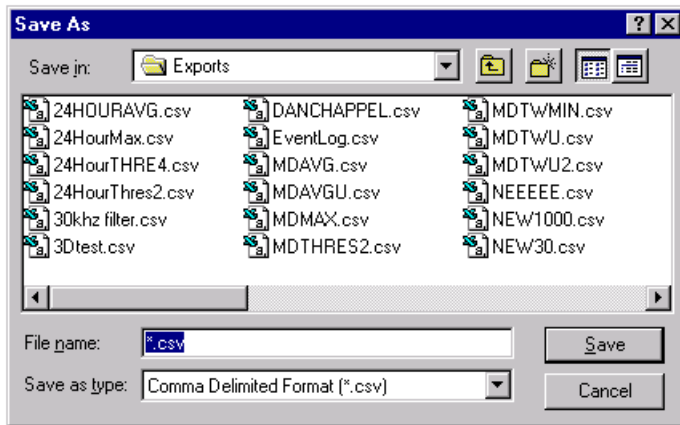 Save As
Save in: Exports
24HOURAVG.csv DANCHAPPEL.csv MDTWMIN.csv
24HourMax.csv EventLog.csv MDTWU.csv
24HourTHRE4.csv MDAVG.csv MDTWU2.csv
24HourThres2.csv MDAVGU.csv NEEEEE.csv
30khz filter.csv MDMAX.csv NEW1000.csv
3Dtest.csv MDTHRES2.csv NEW30.csv
File name: *.csv Save
Save as type: Comma Delimited Format (*.csv) Cancel